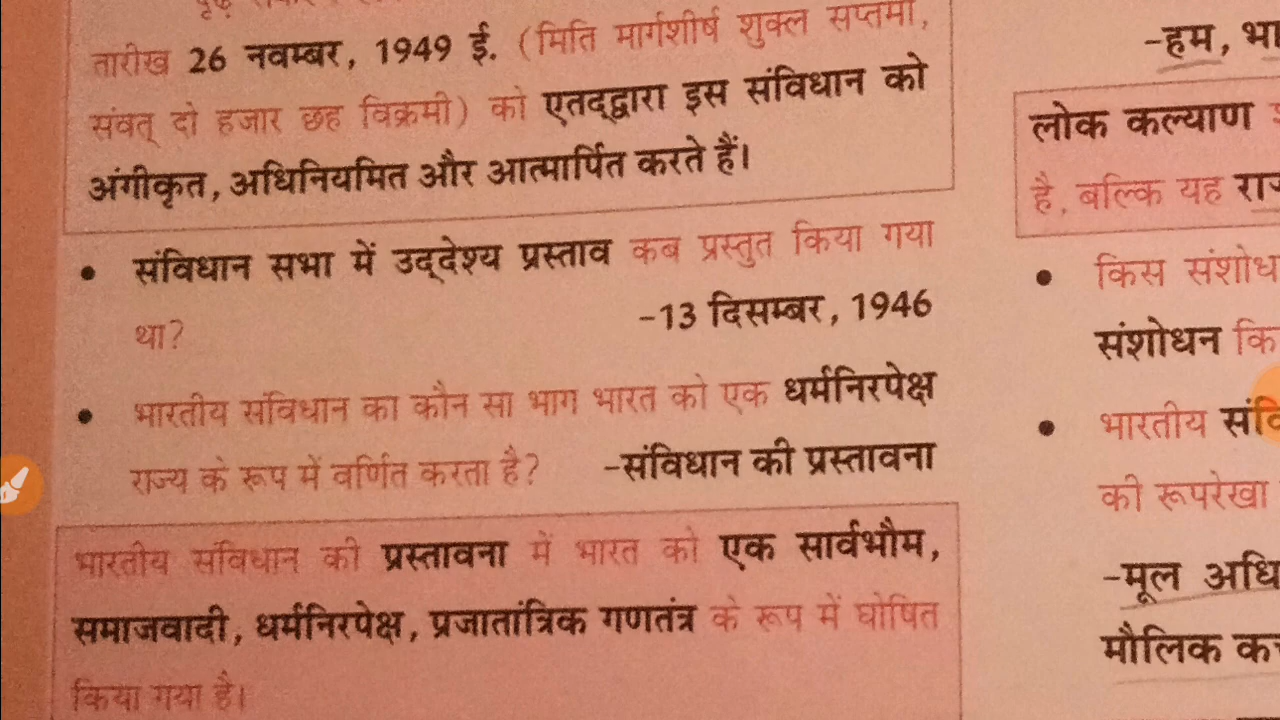 तारीख 26 नवम्बर, 1949 ई. (मिति मार्गशीर्ष शुक्ल सप्तमी,
संवत् दो हजार छह विक्रमी) को एतद्द्वारा इस संविधान को
अंगीकृत, अधिनियमित और आत्मार्पित करते हैं।
• संविधान सभा में उद्देश्य प्रस्ताव कब प्रस्तुत किया गया
था? -13 दिसम्बर, 1946
• भारतीय संविधान का कौन सा भाग भारत को एक धर्मनिरपेक्ष
राज्य के रूप में वर्णित करता है? -संविधान की प्रस्तावना
भारतीय संविधान की प्रस्तावना में भारत को एक सार्वभौम,
समाजवादी, धर्मनिरपेक्ष, प्रजातांत्रिक गणतंत्र के रूप में घोषित
किया गया है।
-हम,
लोक कल्याण
है, बल्कि यह
• किस
संशोधन
• भारतीय
की रूपरेखा
-मूल
मौलिक